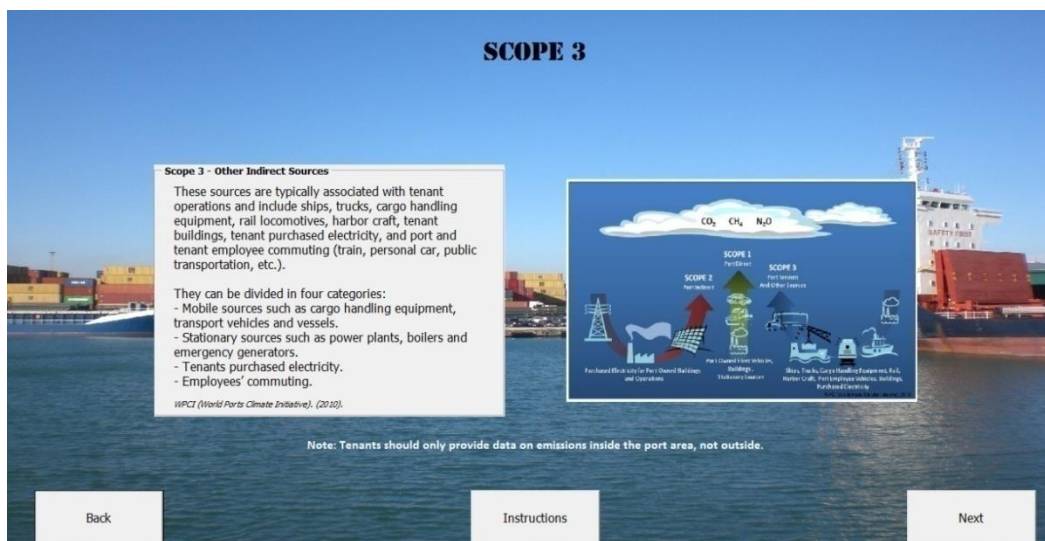 SCOPE 3
Scope 3 - Other Indirect Sources
These sources are typically associated with tenant
operations and include ships, trucks, cargo handling
equipment, rail locomotives, harbor craft, tenant
buildings, tenant purchased electricity, and port and
tenant employee commuting (train, personal car, public
transportation, etc.).
They can be divided in four categories:
- Mobile sources such as cargo handling equipment,
transport vehicles and vessels.
- Stationary sources such as power plants, boilers and
emergency generators.
- Tenants purchased electricity.
- Employees' commuting.
WPCI (World Ports Climate Initiative). (2010).
CO₂ CH₄ N₂O
SCOPE 1
Port Direct
SCOPE 2
Port Indirect
SCOPE 3
Port Tenants
And Other Sources
Purchased Electricity for Port Owned Buildings
and Operations
Port Owned Fleet Vehicles,
Buildings,
Stationary Sources
Ships, Trucks, Cargo Handling Equipment, Rail,
Harbor Craft, Port Employee Vehicles, Buildings,
Purchased Electricity
SAFETY FIRST
Note: Tenants should only provide data on emissions inside the port area, not outside.
Back
Instructions
Next